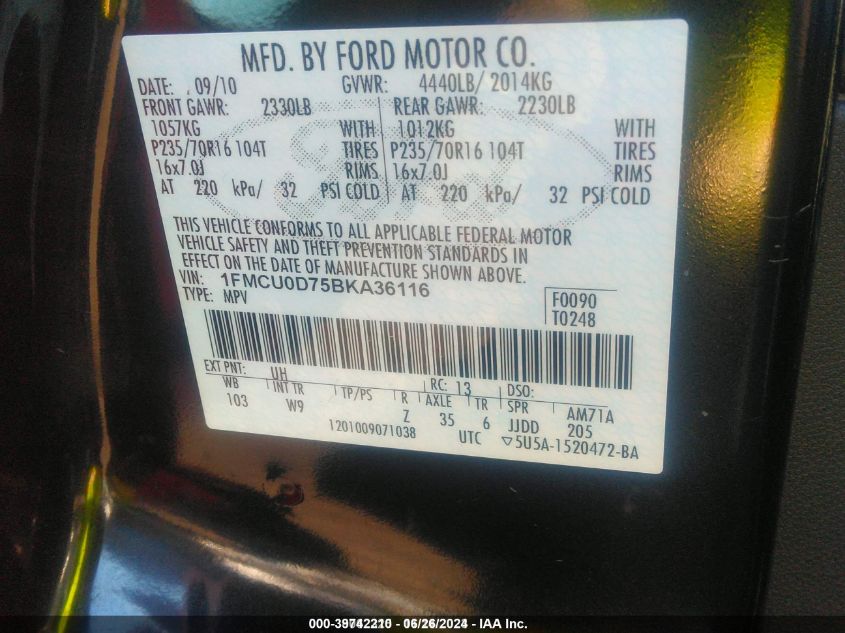 MFD. BY FORD MOTOR CO.
DATE: 09/10 GVWR: 4440LB/ 2014KG
FRONT GAWR: 2330LB REAR GAWR: 2230LB
1057KG WITH 1012KG WITH
P235/70R16 104T TIRES P235/70R16 104T TIRES
16x7.0J RIMS 16x7.0J RIMS
AT 220 kPa/ 32 PSI COLD AT 220 kPa/ 32 PSI COLD
THIS VEHICLE CONFORMS TO ALL APPLICABLE FEDERAL MOTOR
VEHICLE SAFETY AND THEFT PREVENTION STANDARDS IN
EFFECT ON THE DATE OF MANUFACTURE SHOWN ABOVE.
VIN: 1FMCU0D75BKA36116
TYPE: MPV
F0090
T0248
EXT PNT: UH RC: 13 DSO:
WB INT TR TP/PS R AXLE TR SPR AM71A
103 W9 Z 35 6 JJDD 205
1201009071038 UTC ▽5U5A-1520472-BA
06/26/2024 - IAA Inc.